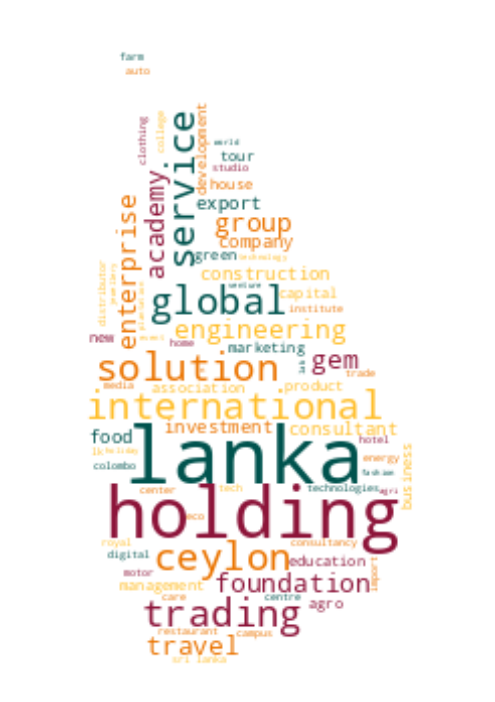 farm
auto
clothing
college
service
development
world
tour
studio
academy
house
export
enterprise
group
company
green
technology
construction
distributor
jewellery
venture
capital
global
institute
engineering
new
home
marketing
solution
gem
trade
media
association
product
international
investment
consultant
food
lanka
hotel
lk
holiday
energy
colombo
fashion
business
center
tech
technologies
agri
holding
eco
royal
consultancy
digital
ceylon
education
motor
foundation
import
management
care
centre
agro
trading
restaurant
campus
travel
sri lanka